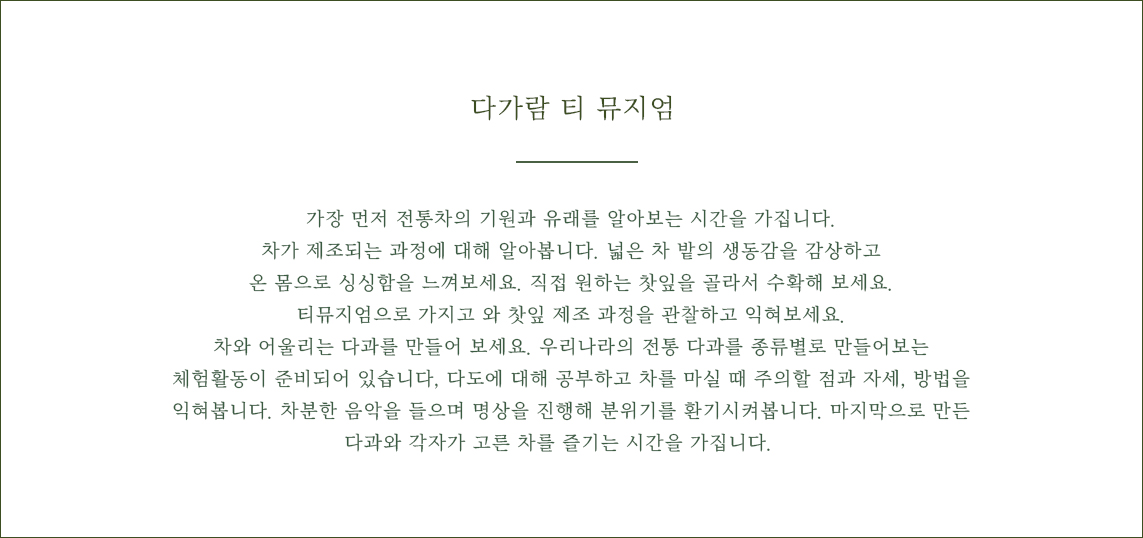 다가람 티 뮤지엄
가장 먼저 전통차의 기원과 유래를 알아보는 시간을 가집니다.
차가 제조되는 과정에 대해 알아봅니다. 넓은 차 밭의 생동감을 감상하고
온 몸으로 싱싱함을 느껴보세요. 직접 원하는 찻잎을 골라서 수확해 보세요.
티뮤지엄으로 가지고 와 찻잎 제조 과정을 관찰하고 익혀보세요.
차와 어울리는 다과를 만들어 보세요. 우리나라의 전통 다과를 종류별로 만들어보는
체험활동이 준비되어 있습니다, 다도에 대해 공부하고 차를 마실 때 주의할 점과 자세, 방법을
익혀봅니다. 차분한 음악을 들으며 명상을 진행해 분위기를 환기시켜봅니다. 마지막으로 만든
다과와 각자가 고른 차를 즐기는 시간을 가집니다.